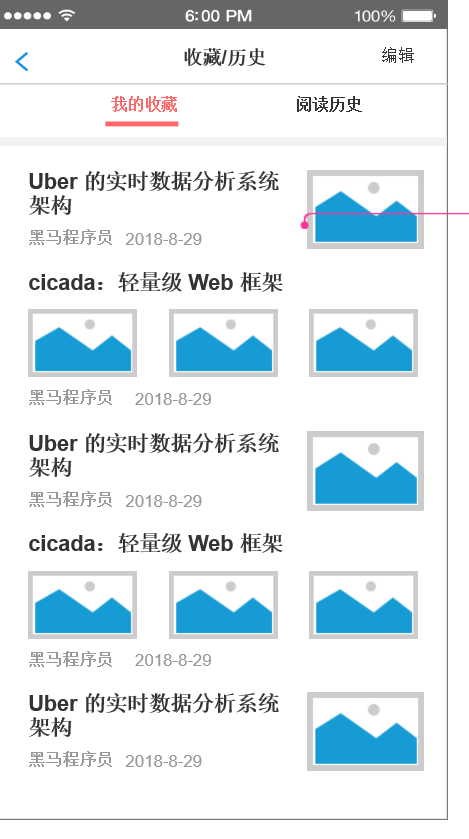 6:00 PM 100%
收藏/历史 编辑
我的收藏 阅读历史
Uber 的实时数据分析系统
架构
黑马程序员 2018-8-29
cicada：轻量级 Web 框架
黑马程序员 2018-8-29
Uber 的实时数据分析系统
架构
黑马程序员 2018-8-29
cicada：轻量级 Web 框架
黑马程序员 2018-8-29
Uber 的实时数据分析系统
架构
黑马程序员 2018-8-29